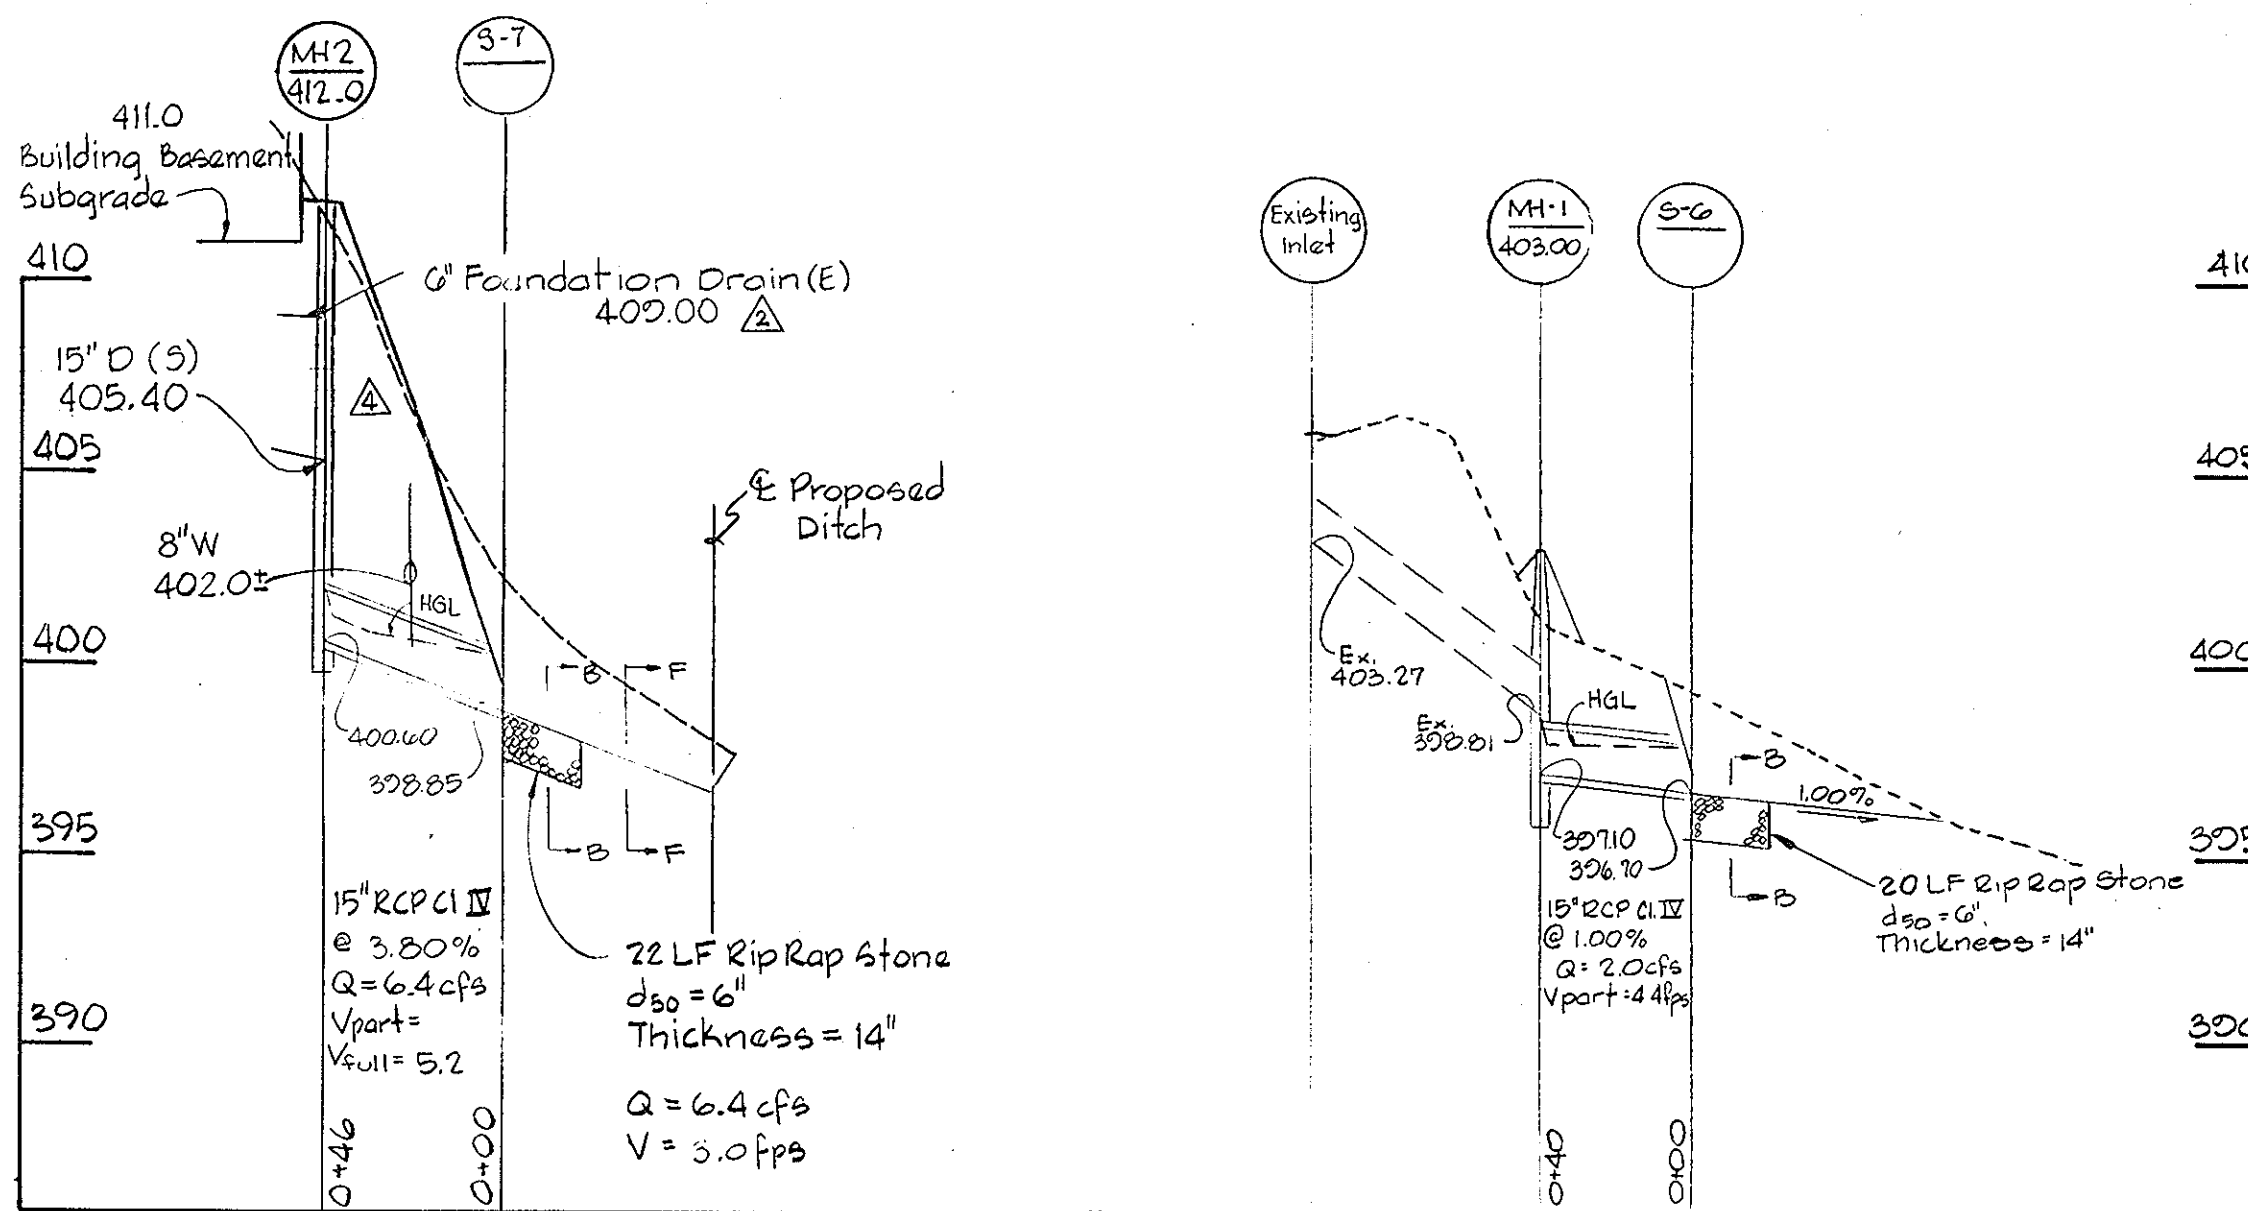 MH2
412.0
S-7
411.0
Building Basement
Subgrade
410
6" Foundation Drain (E)
409.00
2
15" D (S)
405.40
4
405
℄ Proposed
Ditch
8" W
402.0±
HGL
400
B
F
400.60
398.85
395
B
F
15" RCP Cl IV
@ 3.80%
Q = 6.4 cfs
Vpart =
Vfull = 5.2
22 LF Rip Rap Stone
d50 = 6"
Thickness = 14"
390
Q = 6.4 cfs
V = 3.0 fps
0+46
0+00
Existing
Inlet
MH-1
403.00
S-6
Ex.
403.27
HGL
Ex.
398.81
B
1.00%
397.10
396.70
B
20 LF Rip Rap Stone
d50 = 6"
Thickness = 14"
15" RCP Cl. IV
@ 1.00%
Q = 2.0 cfs
Vpart = 4.4 fps
0+40
0+00